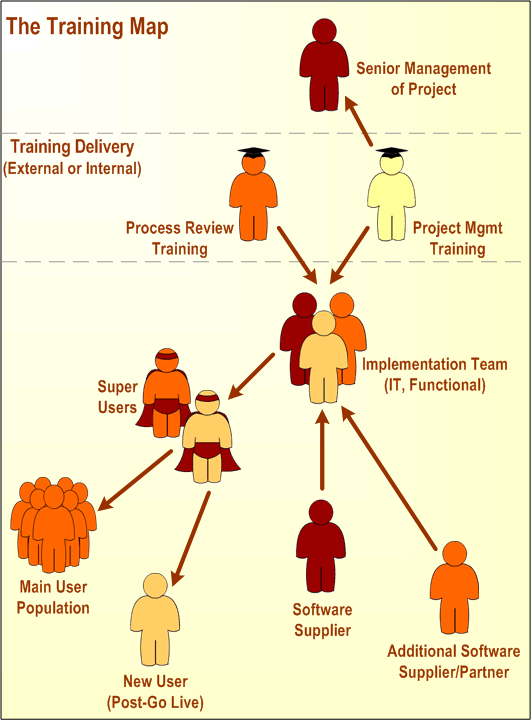 The Training Map
Senior Management
of Project
Training Delivery
(External or Internal)
Process Review
Training
Project Mgmt
Training
Implementation Team
(IT, Functional)
Super
Users
Main User
Population
New User
(Post-Go Live)
Software
Supplier
Additional Software
Supplier/Partner